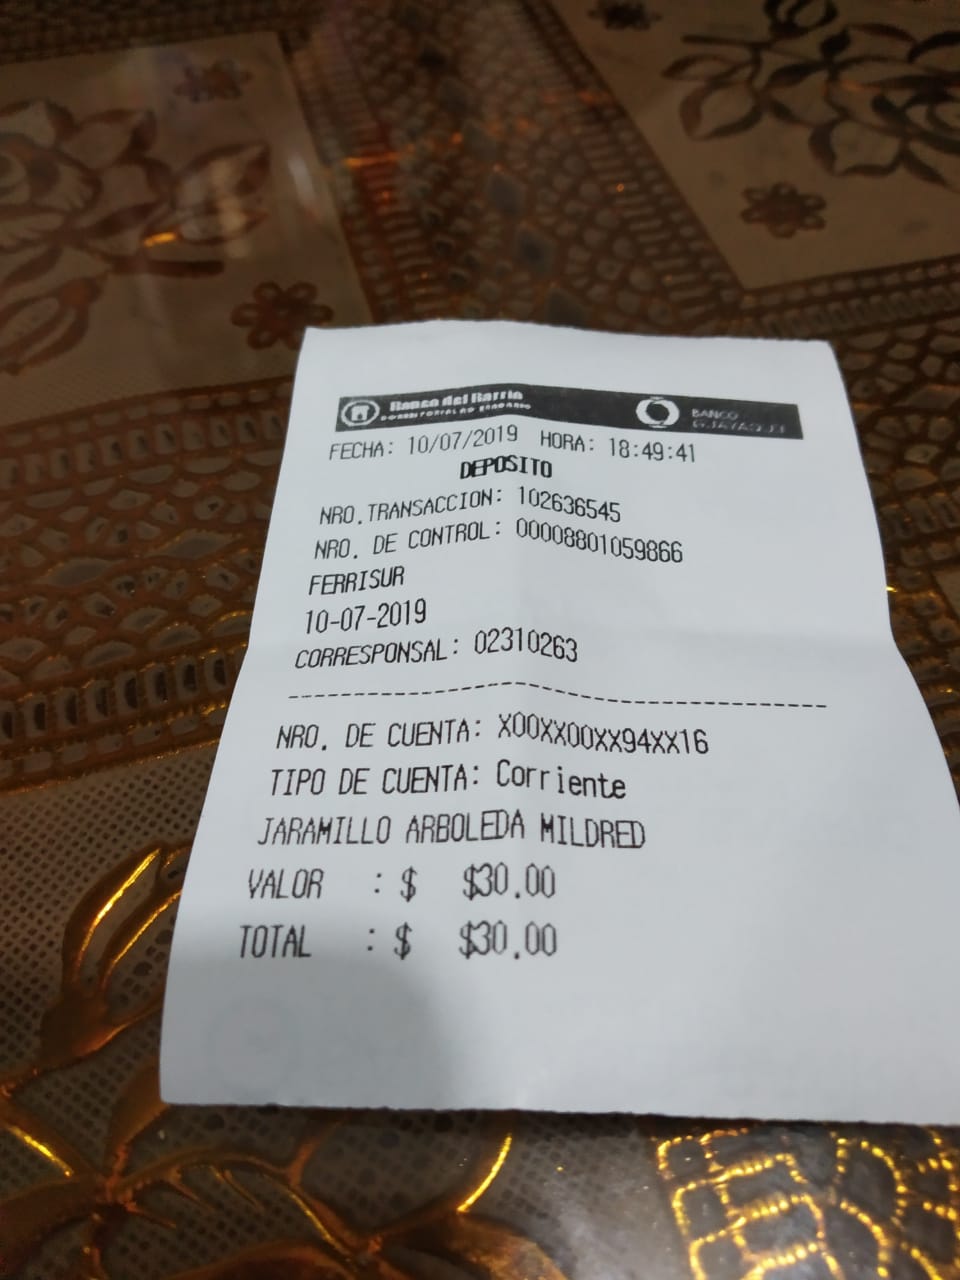 Banco del Barrio
BANCO
GUAYAQUIL
FECHA: 10/07/2019 HORA: 18:49:41
DEPOSITO
NRO.TRANSACCION: 102636545
NRO. DE CONTROL: 00008801059866
FERRISUR
10-07-2019
CORRESPONSAL: 02310263
NRO. DE CUENTA: X00XX00XX94XX16
TIPO DE CUENTA: Corriente
JARAMILLO ARBOLEDA MILDRED
VALOR : $ $30.00
TOTAL : $ $30.00